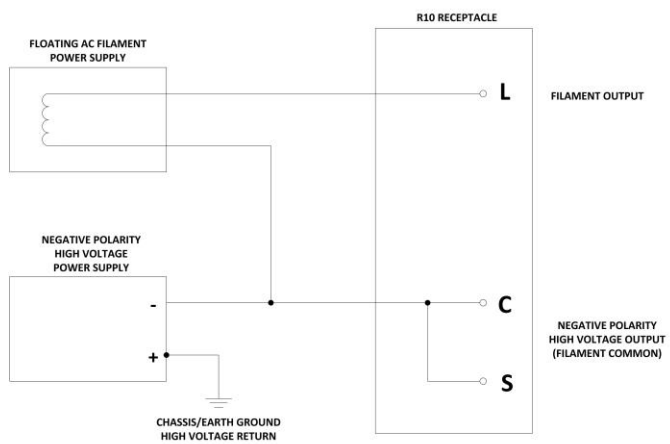 R10 RECEPTACLE
FLOATING AC FILAMENT
POWER SUPPLY
L
FILAMENT OUTPUT
NEGATIVE POLARITY
HIGH VOLTAGE
POWER SUPPLY
-
C
NEGATIVE POLARITY
HIGH VOLTAGE OUTPUT
(FILAMENT COMMON)
+
S
CHASSIS/EARTH GROUND
HIGH VOLTAGE RETURN